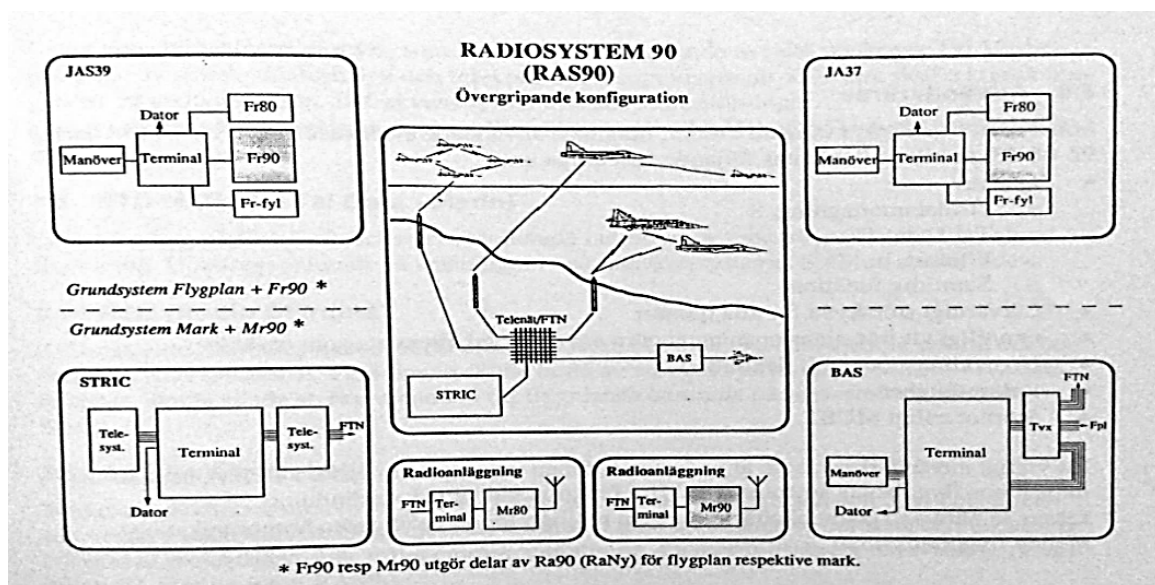 RADIOSYSTEM 90
(RAS90)
Övergripande konfiguration
JAS39
Dator
Manöver
Terminal
Fr80
Fr90
Fr-fyl
JA37
Dator
Manöver
Terminal
Fr80
Fr90
Fr-fyl
Telenät/FTN
STRIC
BAS
Grundsystem Flygplan + Fr90 *
Grundsystem Mark + Mr90 *
STRIC
Tele-
syst.
Terminal
Tele-
syst.
FTN
Dator
Radioanläggning
FTN
Ter-
minal
Mr80
Radioanläggning
FTN
Ter-
minal
Mr90
BAS
FTN
Terminal
Tvx
Fpl
Manöver
Dator
* Fr90 resp Mr90 utgör delar av Ra90 (RaNy) för flygplan respektive mark.